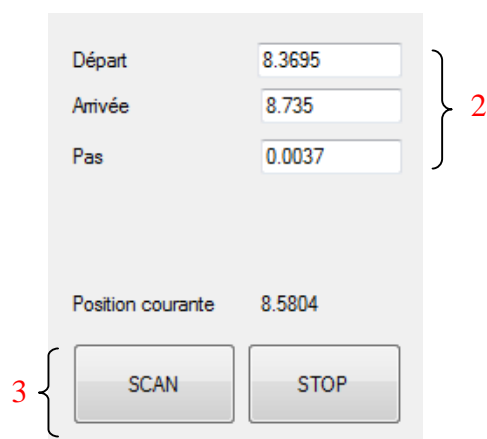 Départ 8.3695
Arrivée 8.735
2
Pas 0.0037
Position courante 8.5804
3 SCAN STOP